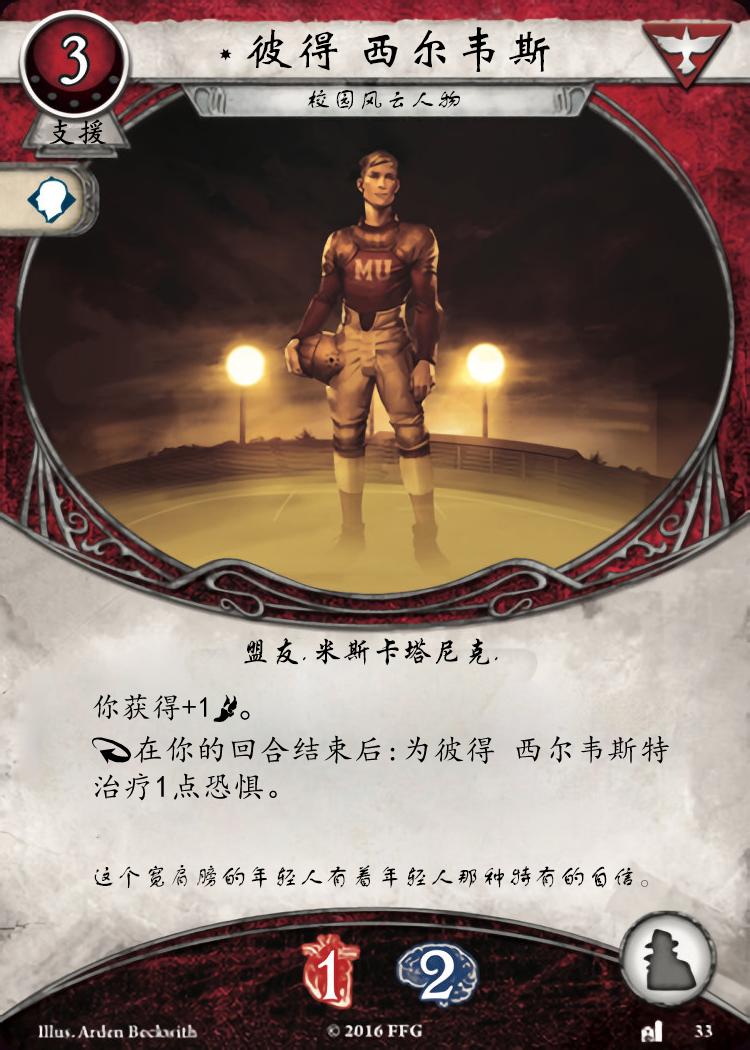 3
彼得 西尔韦斯
校园风云人物
支援
MU
盟友.米斯卡塔尼克.
你获得+1。
在你的回合结束后:为彼得 西尔韦斯特
治疗1点恐惧。
这个宽肩膀的年轻人有着年轻人那种特有的自信。
1
2
Illus. Arden Beckwith
© 2016 FFG
33